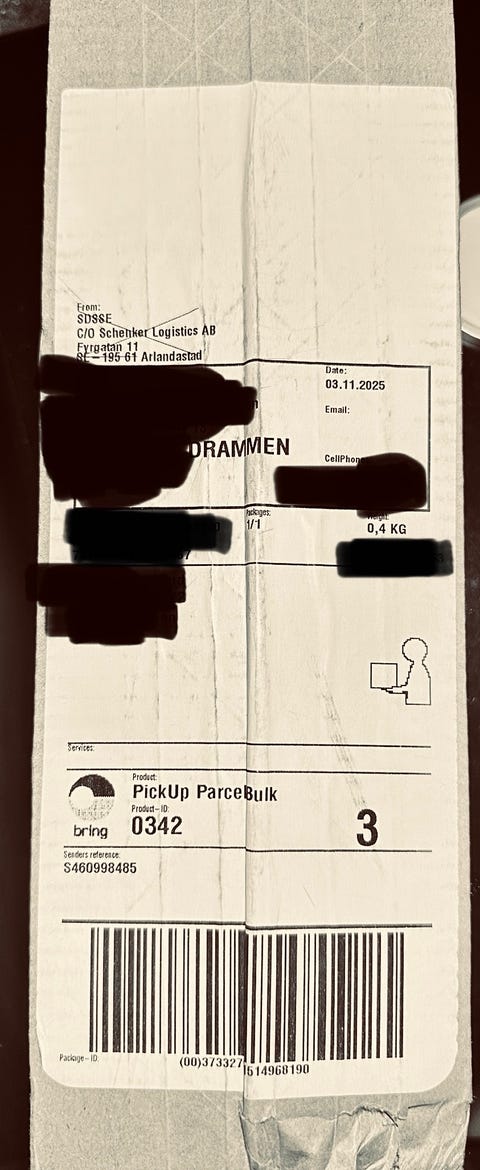 From:
SDSSE
C/O Schenker Logistics AB
Fyrgatan 11
SE-195 61 Arlandastad
Date:
03.11.2025
Email:
DRAMMEN
CellPhone
Packages:
1/1
Weight:
0,4 KG
Services:
Product:
PickUp Parcel Bulk
Product-ID:
0342
3
bring
Senders reference:
S460998485
Package-ID:
(00)373327
514968190